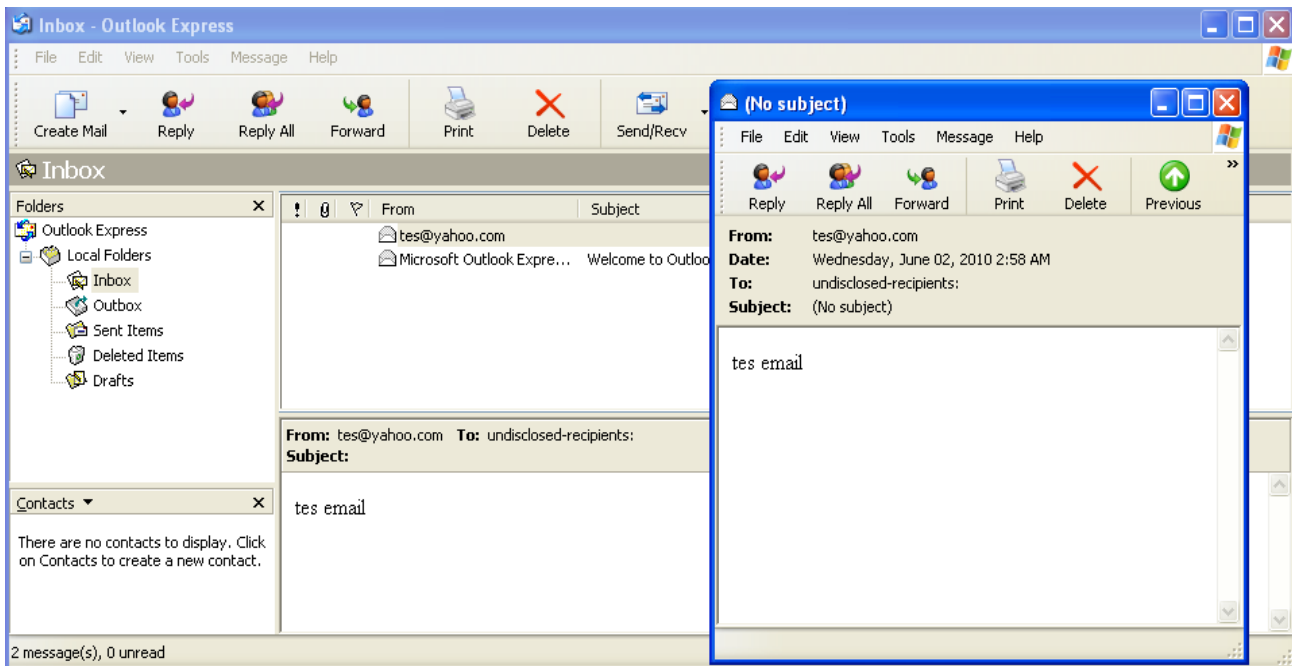 Inbox - Outlook Express
File Edit View Tools Message Help
Create Mail Reply Reply All Forward Print Delete Send/Recv
Inbox
Folders
Outlook Express
Local Folders
Inbox
Outbox
Sent Items
Deleted Items
Drafts
Contacts
There are no contacts to display. Click
on Contacts to create a new contact.
! From Subject
tes@yahoo.com
Microsoft Outlook Expre... Welcome to Outloo
From: tes@yahoo.com To: undisclosed-recipients:
Subject:
tes email
2 message(s), 0 unread
(No subject)
File Edit View Tools Message Help
Reply Reply All Forward Print Delete Previous »
From: tes@yahoo.com
Date: Wednesday, June 02, 2010 2:58 AM
To: undisclosed-recipients:
Subject: (No subject)
tes email